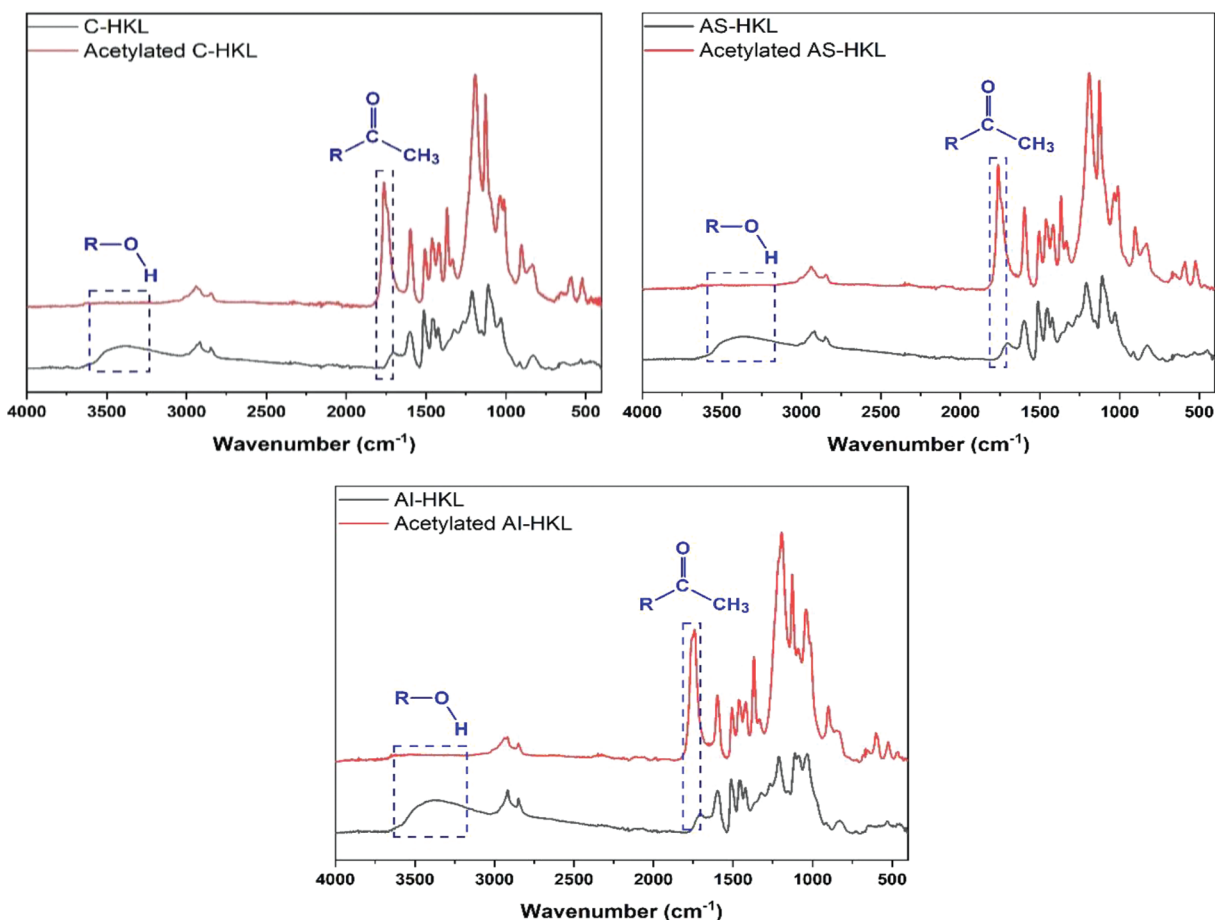 C-HKL
Acetylated C-HKL
O
C
R
CH₃
R
O
H
4000 3500 3000 2500 2000 1500 1000 500
Wavenumber (cm⁻¹)
AS-HKL
Acetylated AS-HKL
O
C
R
CH₃
R
O
H
4000 3500 3000 2500 2000 1500 1000 500
Wavenumber (cm⁻¹)
AI-HKL
Acetylated AI-HKL
O
C
R
CH₃
R
O
H
4000 3500 3000 2500 2000 1500 1000 500
Wavenumber (cm⁻¹)